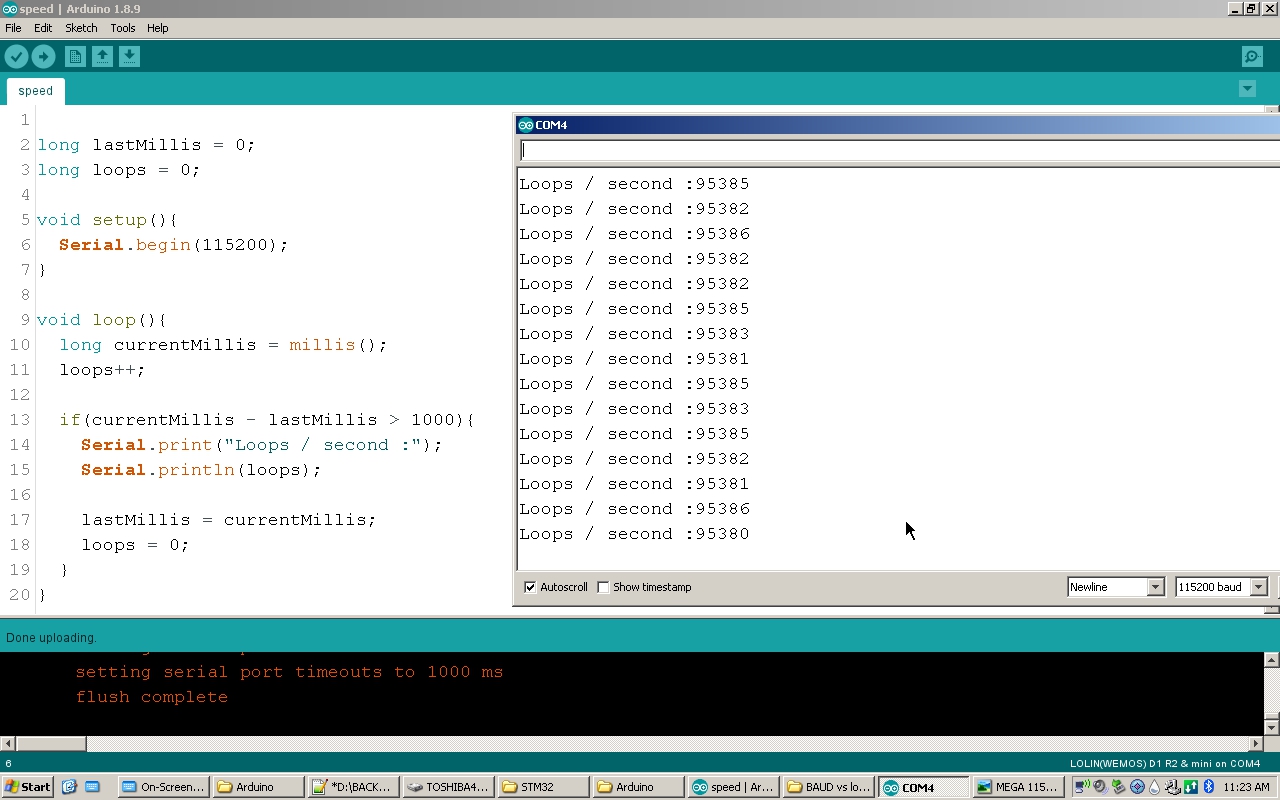 speed | Arduino 1.8.9
File Edit Sketch Tools Help
speed
1
2 long lastMillis = 0;
3 long loops = 0;
4
5 void setup(){
6 Serial.begin(115200);
7 }
8
9 void loop(){
10 long currentMillis = millis();
11 loops++;
12
13 if(currentMillis - lastMillis > 1000){
14 Serial.print("Loops / second :");
15 Serial.println(loops);
16
17 lastMillis = currentMillis;
18 loops = 0;
19 }
20 }
COM4
Loops / second :95385
Loops / second :95382
Loops / second :95386
Loops / second :95382
Loops / second :95382
Loops / second :95385
Loops / second :95383
Loops / second :95381
Loops / second :95385
Loops / second :95383
Loops / second :95385
Loops / second :95382
Loops / second :95381
Loops / second :95386
Loops / second :95380
Autoscroll Show timestamp Newline 115200 baud
Done uploading.
setting serial port timeouts to 1000 ms
flush complete
6 LOLIN(WEMOS) D1 R2 & mini on COM4
Start On-Screen... Arduino *D:\BACK... TOSHIBA4... STM32 Arduino speed | Ar... BAUD vs lo... COM4 MEGA 115... 11:23 AM